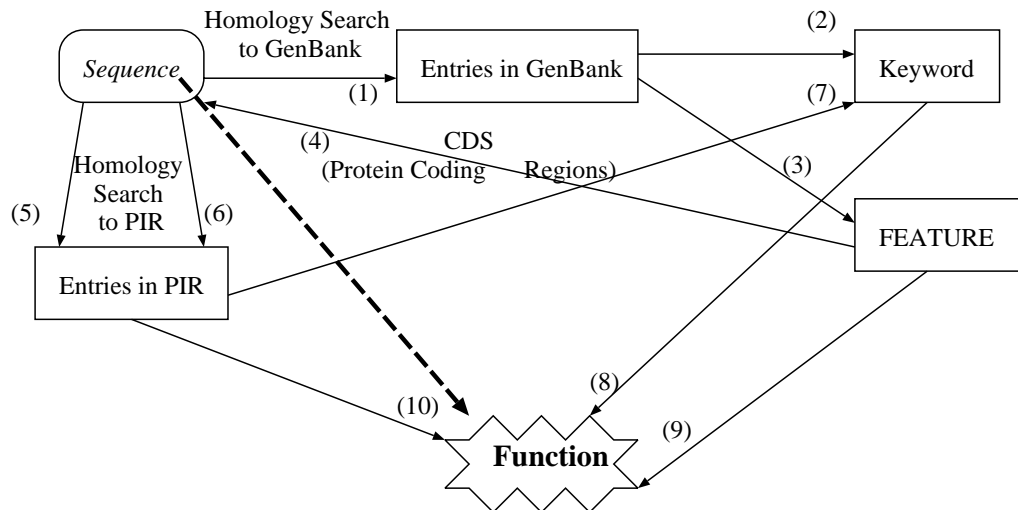 Homology Search
to GenBank
(2)
Sequence
Entries in GenBank
Keyword
(1)
(7)
(4)
CDS
(Protein Coding Regions)
(3)
Homology
Search
to PIR
(5)
(6)
FEATURE
Entries in PIR
(8)
(10)
(9)
Function